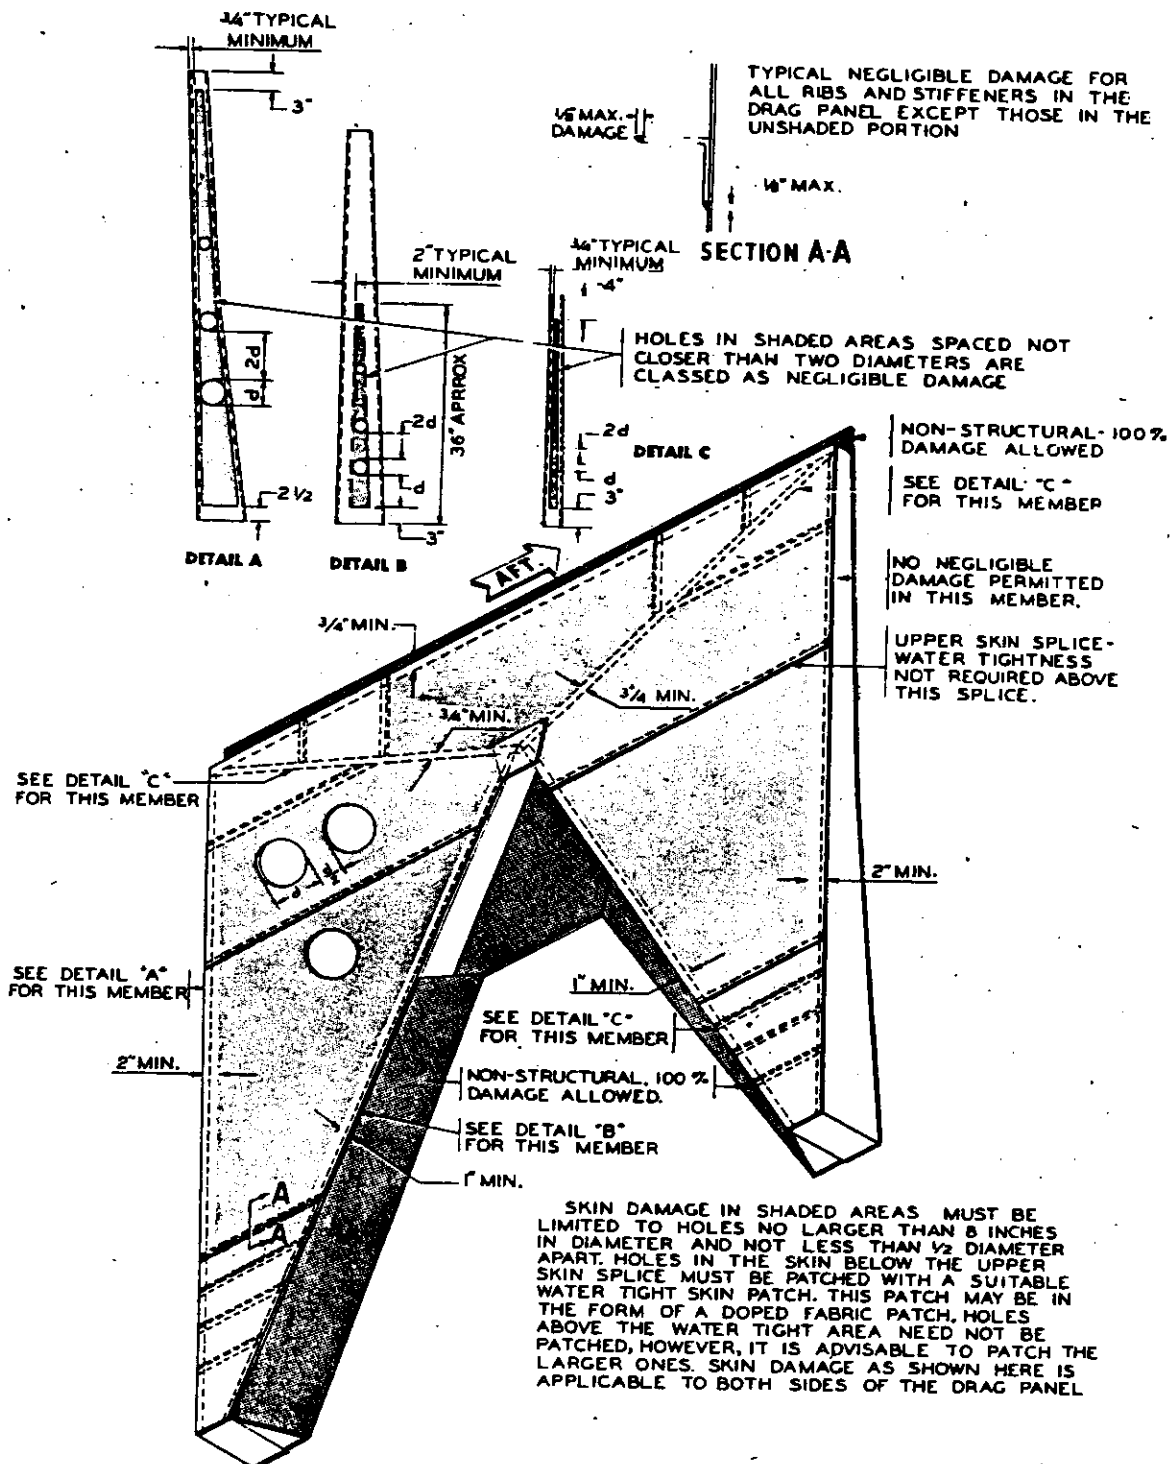 3/4" TYPICAL
MINIMUM
3"
2d
d
2 1/2
DETAIL A
2" TYPICAL
MINIMUM
36" APRROX
2d
d
3"
DETAIL B
1/8" MAX.
DAMAGE
1/8" MAX.
SECTION A-A
TYPICAL NEGLIGIBLE DAMAGE FOR
ALL RIBS AND STIFFENERS IN THE
DRAG PANEL EXCEPT THOSE IN THE
UNSHADED PORTION
3/4" TYPICAL
MINIMUM
4"
2d
d
3"
DETAIL C
HOLES IN SHADED AREAS SPACED NOT
CLOSER THAN TWO DIAMETERS ARE
CLASSED AS NEGLIGIBLE DAMAGE
NON-STRUCTURAL-100%
DAMAGE ALLOWED
SEE DETAIL "C"
FOR THIS MEMBER
NO NEGLIGIBLE
DAMAGE PERMITTED
IN THIS MEMBER.
UPPER SKIN SPLICE-
WATER TIGHTNESS
NOT REQUIRED ABOVE
THIS SPLICE.
AFT.
3/4" MIN.
3/4" MIN.
3/4 MIN.
SEE DETAIL "C"
FOR THIS MEMBER
d
2" MIN.
SEE DETAIL "A"
FOR THIS MEMBER
1" MIN.
SEE DETAIL "C"
FOR THIS MEMBER
2" MIN.
NON-STRUCTURAL, 100%
DAMAGE ALLOWED.
SEE DETAIL "B"
FOR THIS MEMBER
1" MIN.
A
A
SKIN DAMAGE IN SHADED AREAS MUST BE
LIMITED TO HOLES NO LARGER THAN 8 INCHES
IN DIAMETER AND NOT LESS THAN 1/2 DIAMETER
APART. HOLES IN THE SKIN BELOW THE UPPER
SKIN SPLICE MUST BE PATCHED WITH A SUITABLE
WATER TIGHT SKIN PATCH. THIS PATCH MAY BE IN
THE FORM OF A DOPED FABRIC PATCH. HOLES
ABOVE THE WATER TIGHT AREA NEED NOT BE
PATCHED, HOWEVER, IT IS ADVISABLE TO PATCH THE
LARGER ONES. SKIN DAMAGE AS SHOWN HERE IS
APPLICABLE TO BOTH SIDES OF THE DRAG PANEL